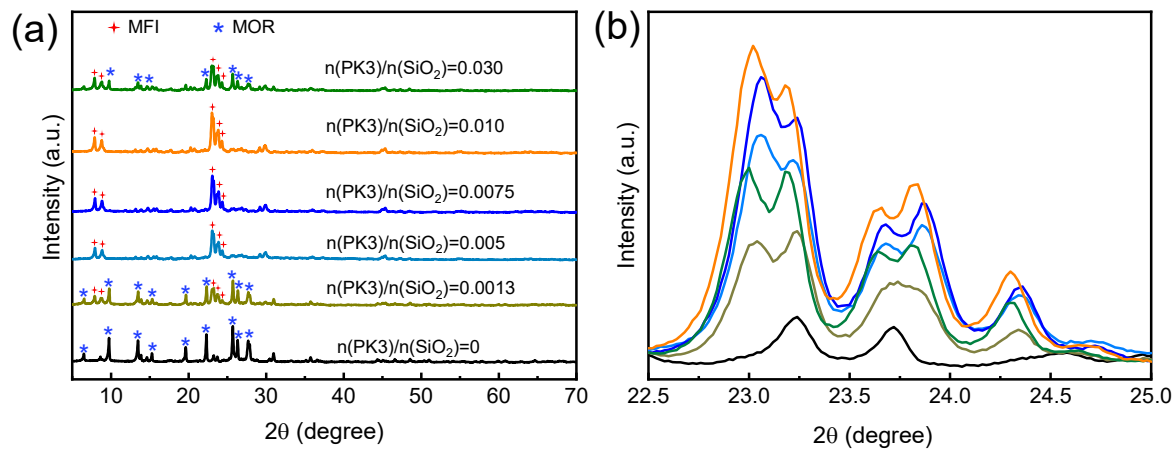 (a)
MFI
MOR
n(PK3)/n(SiO₂)=0.030
n(PK3)/n(SiO₂)=0.010
n(PK3)/n(SiO₂)=0.0075
n(PK3)/n(SiO₂)=0.005
n(PK3)/n(SiO₂)=0.0013
n(PK3)/n(SiO₂)=0
Intensity (a.u.)
10 20 30 40 50 60 70
2θ (degree)
(b)
Intensity (a.u.)
22.5 23.0 23.5 24.0 24.5 25.0
2θ (degree)